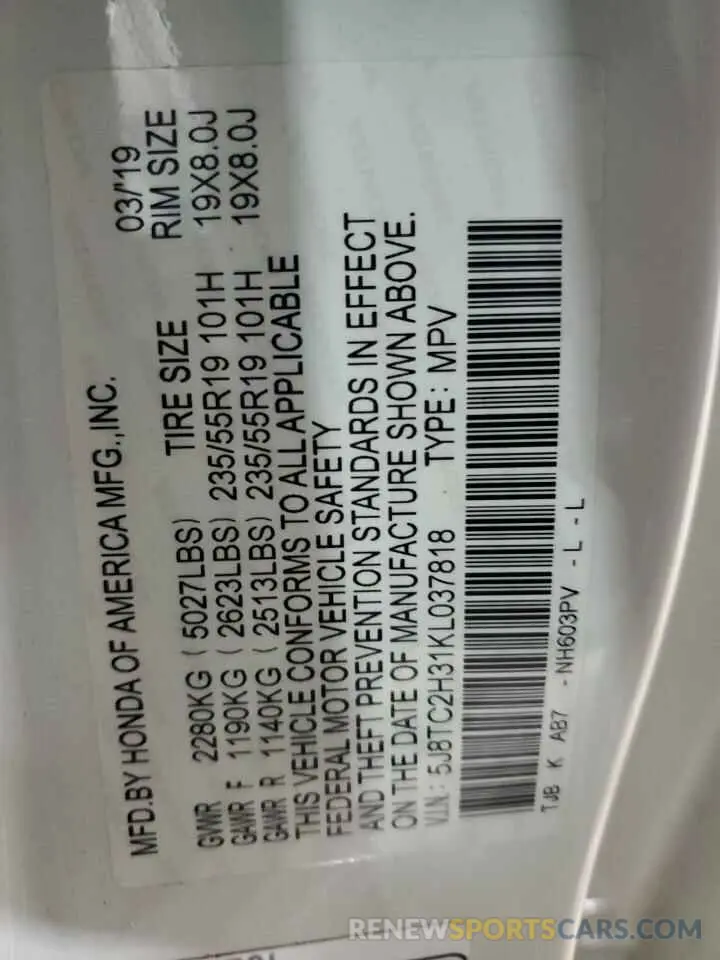 MFD.BY HONDA OF AMERICA MFG.,INC. 03/'19
TIRE SIZE RIM SIZE
GVWR 2280KG ( 5027LBS)
GAWR F 1190KG ( 2623LBS) 235/55R19 101H 19X8.0J
GAWR R 1140KG ( 2513LBS) 235/55R19 101H 19X8.0J
THIS VEHICLE CONFORMS TO ALL APPLICABLE
FEDERAL MOTOR VEHICLE SAFETY
AND THEFT PREVENTION STANDARDS IN EFFECT
ON THE DATE OF MANUFACTURE SHOWN ABOVE.
V.I.N.: 5J8TC2H31KL037818 TYPE: MPV
TJB K AB7 -NH603PV -L -L
RENEWSPORTSCARS.COM